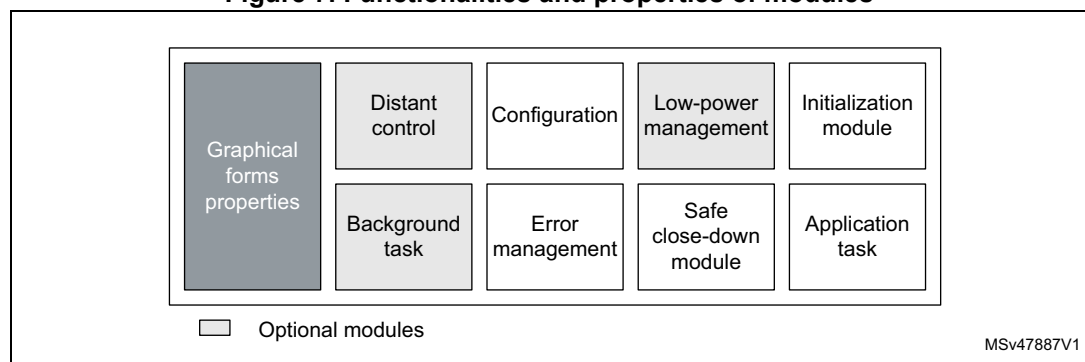 Figure 7. Functionalities and properties of modules
Graphical
forms
properties
Distant
control
Configuration
Low-power
management
Initialization
module
Background
task
Error
management
Safe
close-down
module
Application
task
Optional modules
MSv47887V1